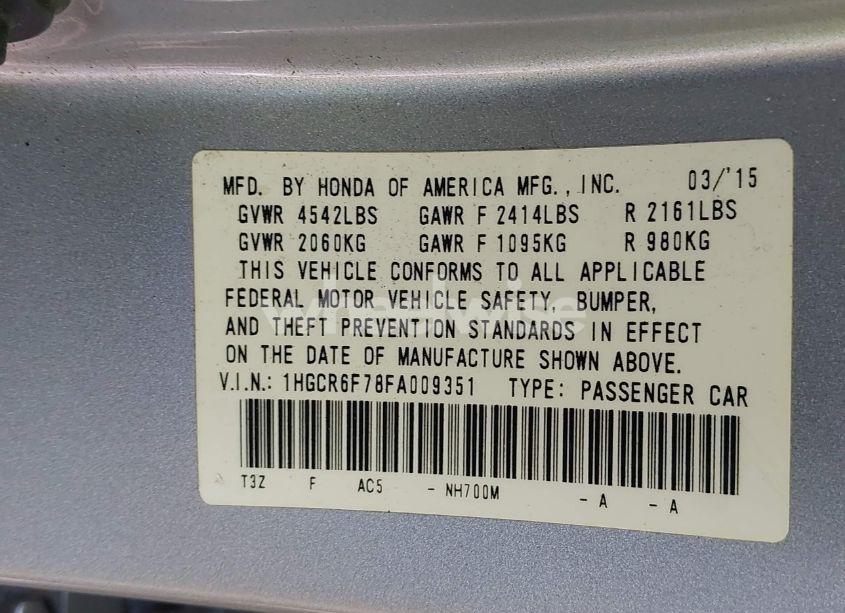 MFD. BY HONDA OF AMERICA MFG., INC. 03/'15
GVWR 4542LBS GAWR F 2414LBS R 2161LBS
GVWR 2060KG GAWR F 1095KG R 980KG
THIS VEHICLE CONFORMS TO ALL APPLICABLE
FEDERAL MOTOR VEHICLE SAFETY, BUMPER,
AND THEFT PREVENTION STANDARDS IN EFFECT
ON THE DATE OF MANUFACTURE SHOWN ABOVE.
V.I.N.: 1HGCR6F78FA009351 TYPE: PASSENGER CAR
T3Z F AC5 - NH700M - A - A
wheelwise